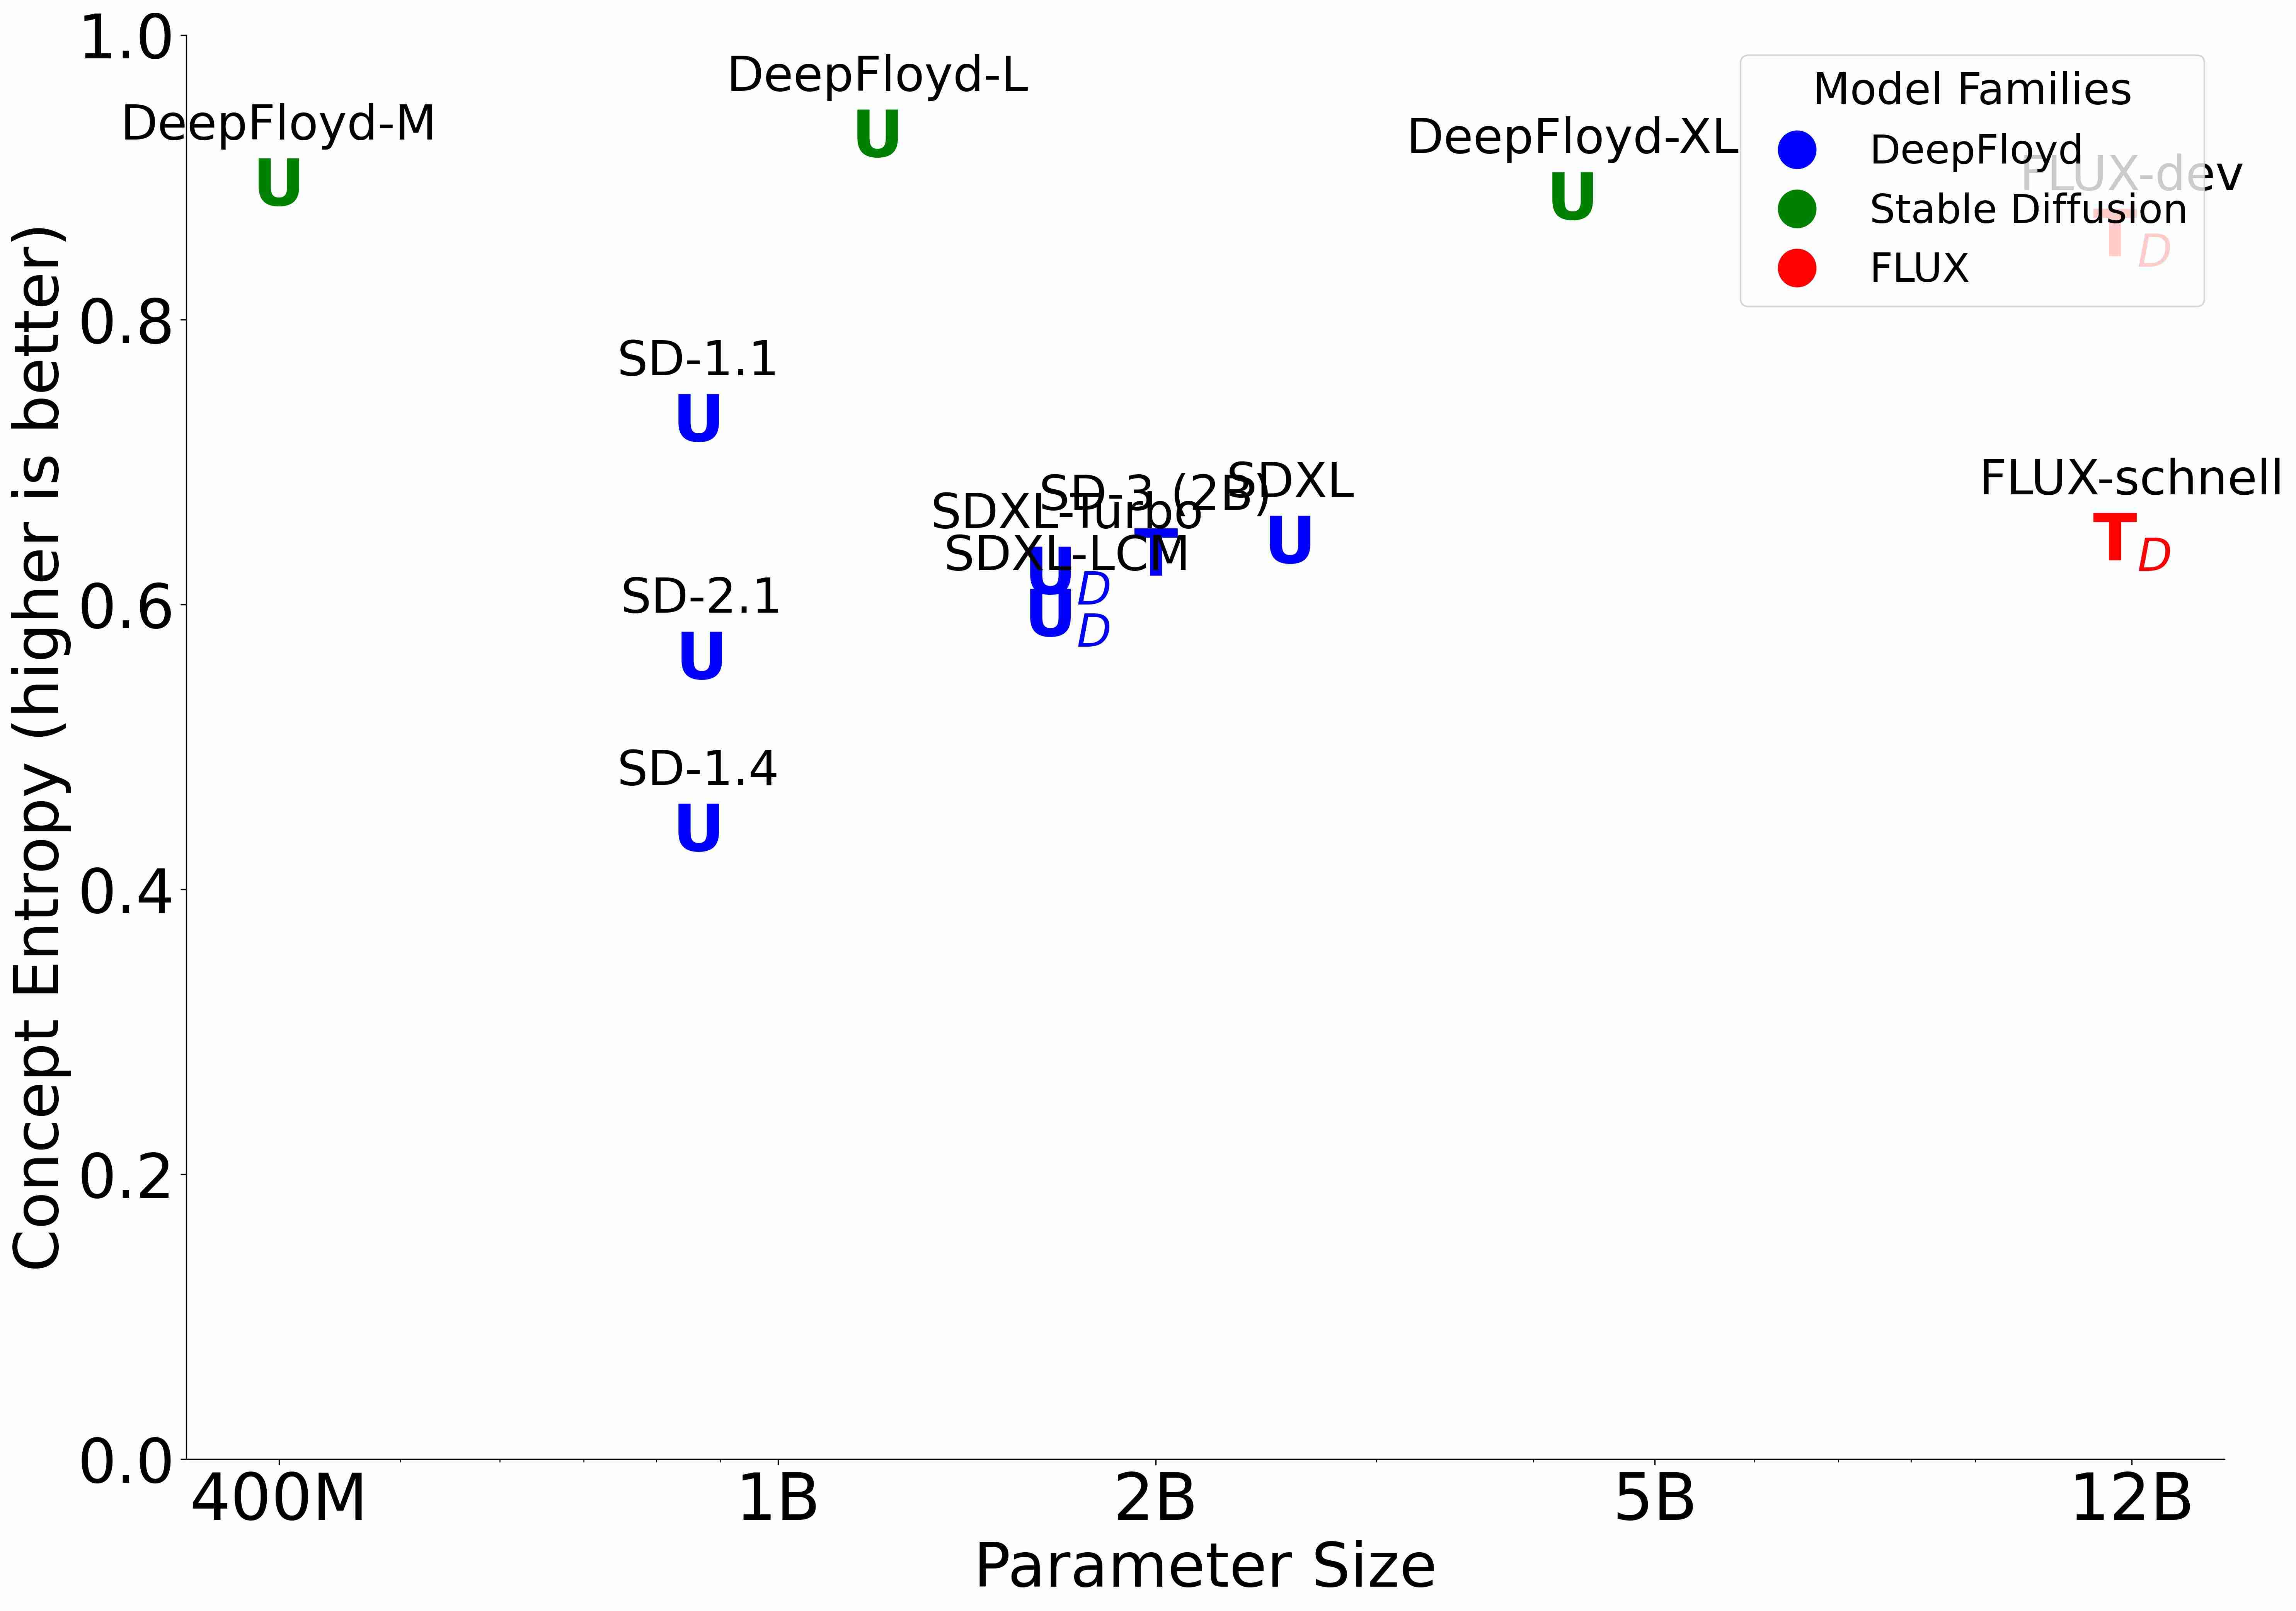 1.0
0.8
0.6
0.4
0.2
0.0
Concept Entropy (higher is better)
DeepFloyd-M
U
DeepFloyd-L
U
DeepFloyd-XL
U
Model Families
DeepFloyd
Stable Diffusion
FLUX
FLUX-dev
T D
SD-1.1
U
SD-2.1
U
SD-1.4
U
SDXL-Turbo
U D
SDXL-LCM
U D
SD-3 (2B)
T
SDXL
U
FLUX-schnell
T D
400M
1B
2B
5B
12B
Parameter Size